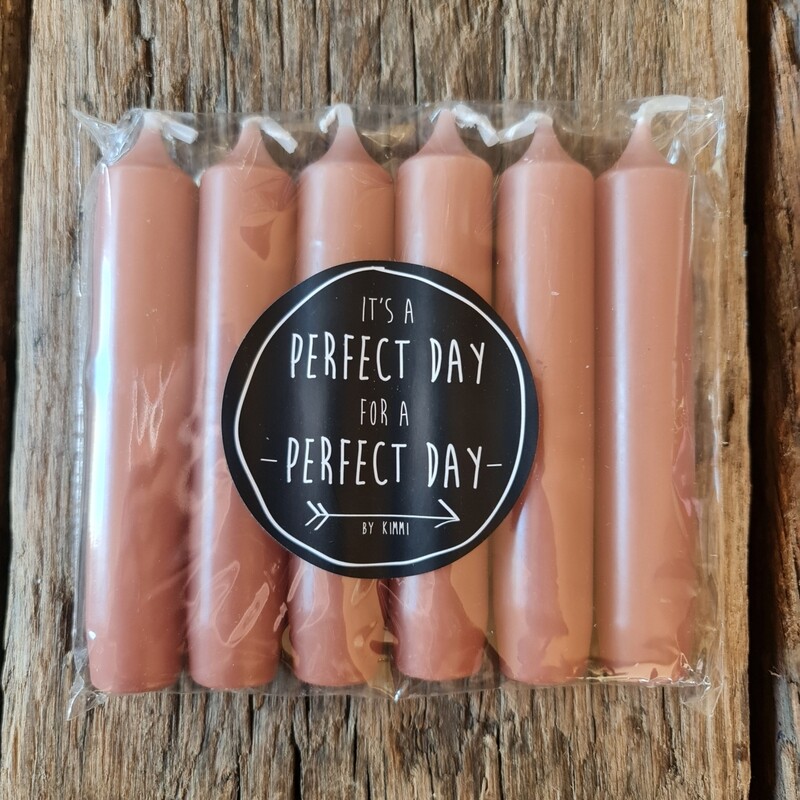 IT'S A
PERFECT DAY
FOR A
- PERFECT DAY -
BY KIMMI